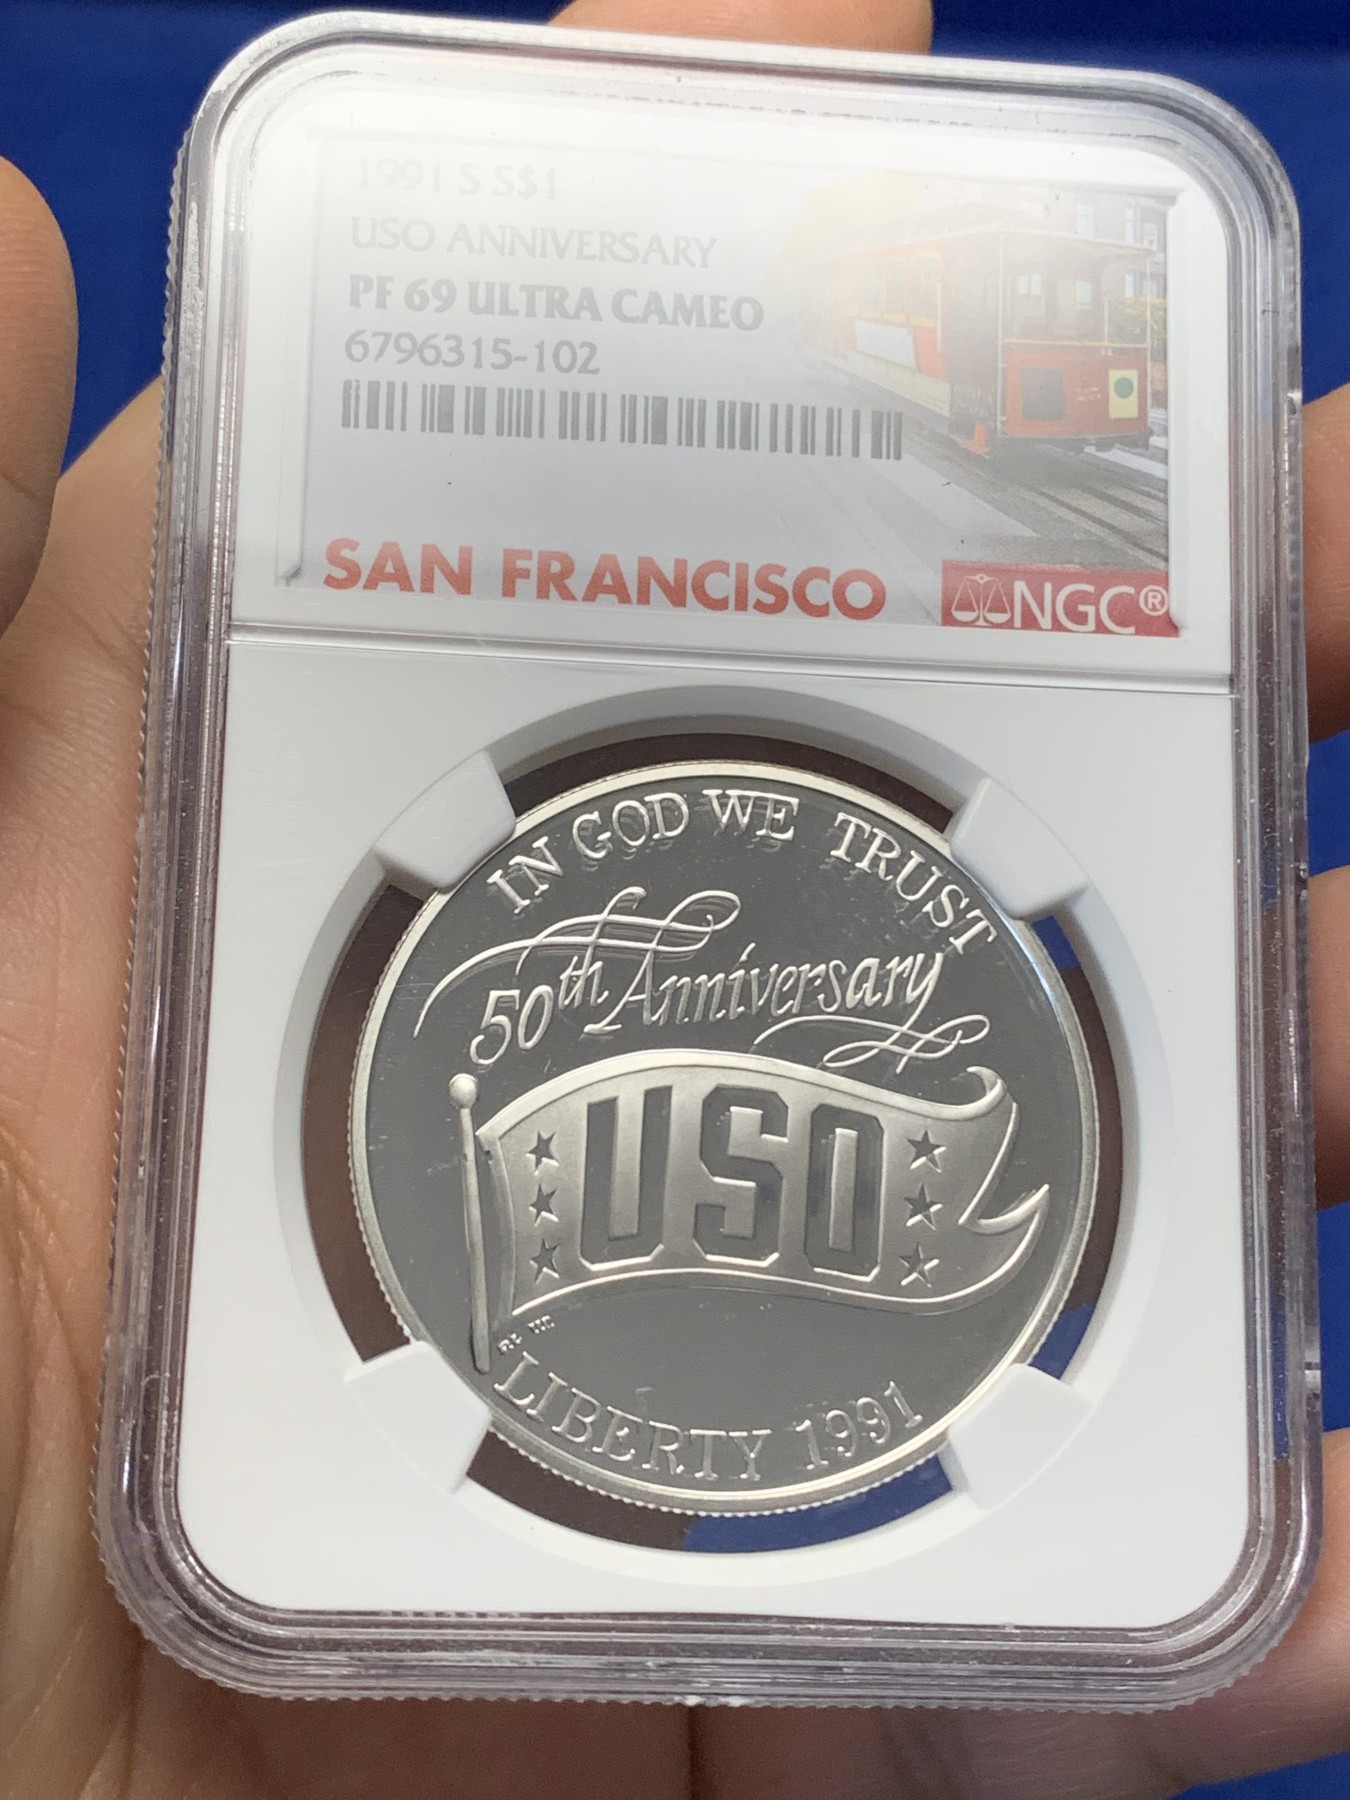 1991 S S$1
USO ANNIVERSARY
PF 69 ULTRA CAMEO
6796315-102
SAN FRANCISCO
NGC®
IN GOD WE TRUST
50th Anniversary
USO
LIBERTY 1991